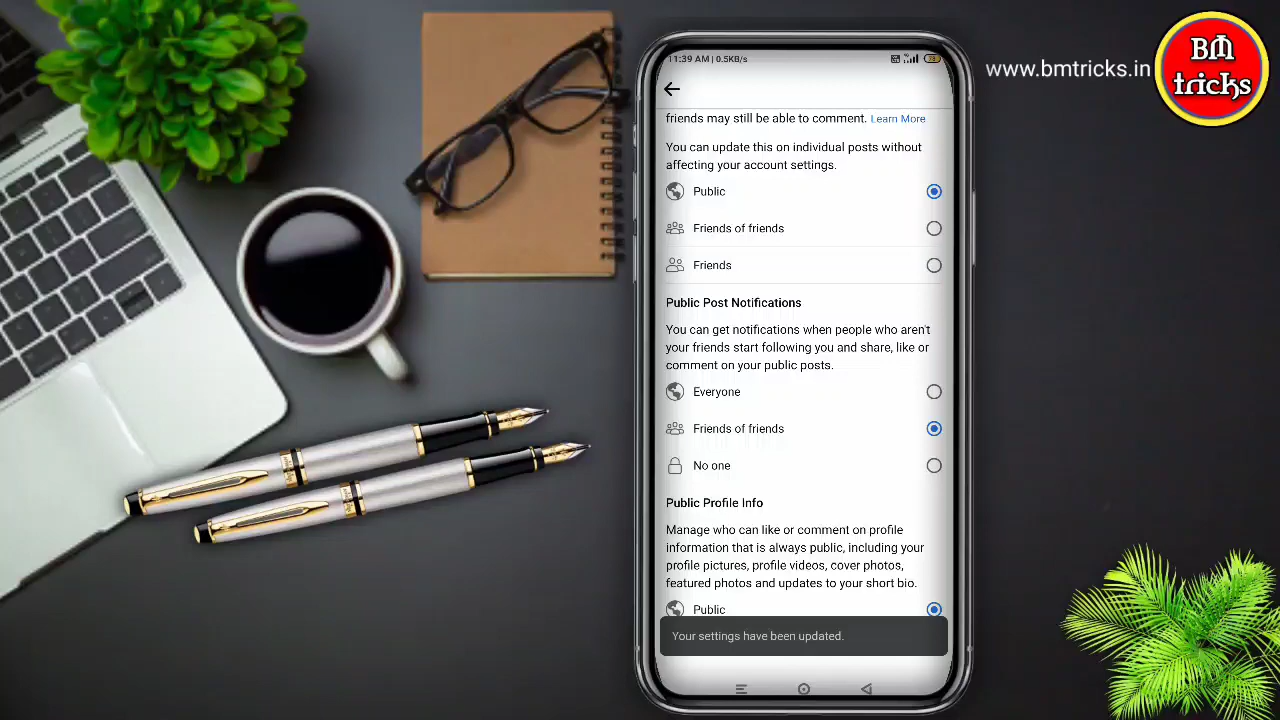 www.bmtricks.in
BM
tricks
11:39 AM | 0.5KB/s
friends may still be able to comment. Learn More
You can update this on individual posts without
affecting your account settings.
Public
Friends of friends
Friends
Public Post Notifications
You can get notifications when people who aren't
your friends start following you and share, like or
comment on your public posts.
Everyone
Friends of friends
No one
Public Profile Info
Manage who can like or comment on profile
information that is always public, including your
profile pictures, profile videos, cover photos,
featured photos and updates to your short bio.
Public
Your settings have been updated.